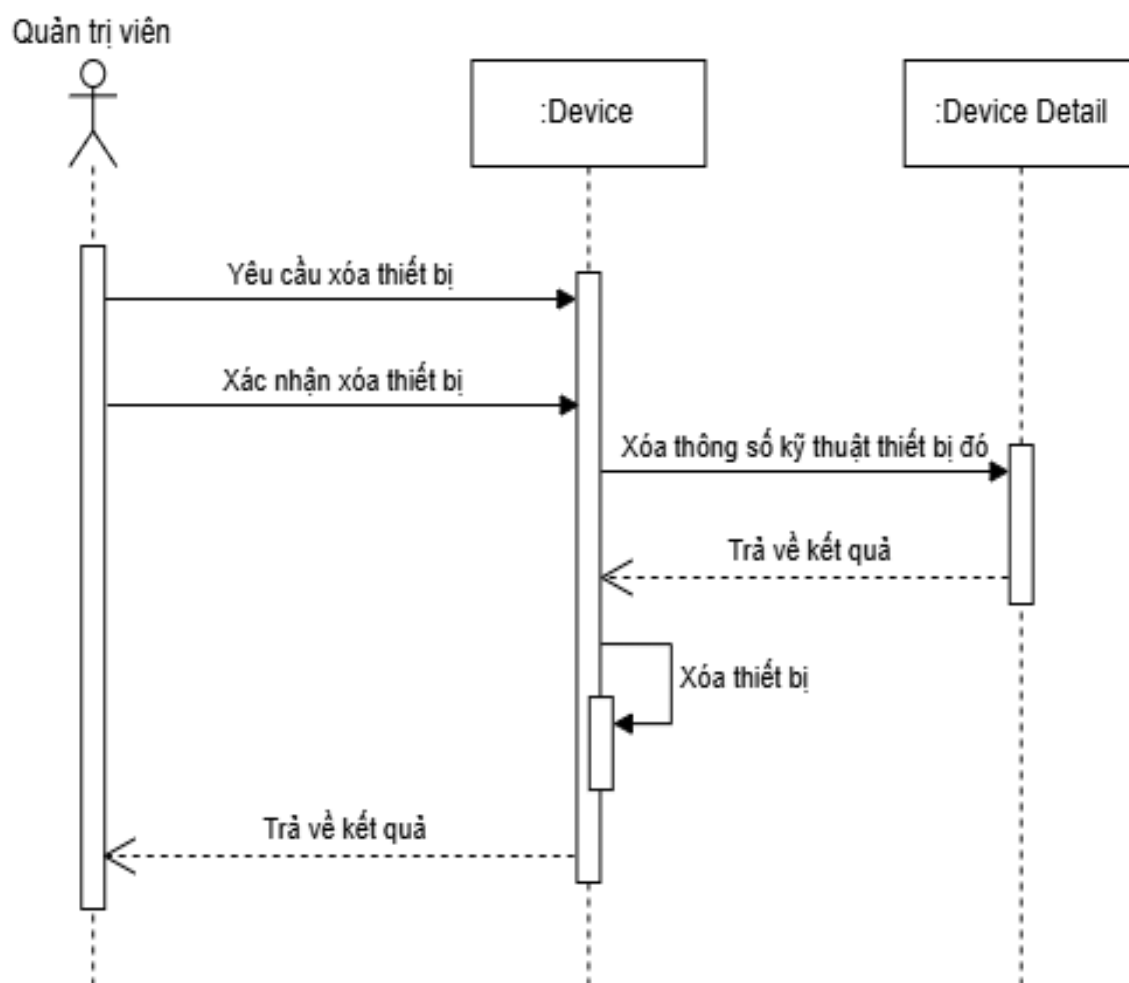 Quản trị viên
:Device
:Device Detail
Yêu cầu xóa thiết bị
Xác nhận xóa thiết bị
Xóa thông số kỹ thuật thiết bị đó
Trả về kết quả
Xóa thiết bị
Trả về kết quả